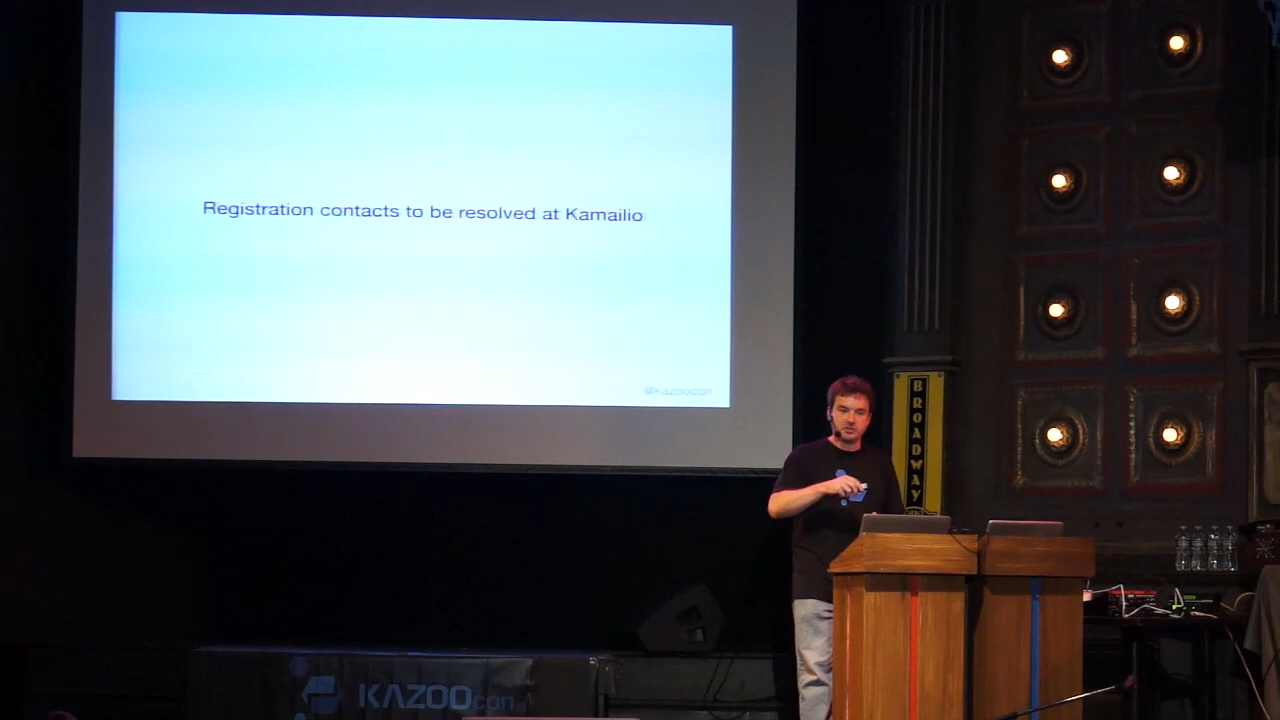 Registration contacts to be resolved at Kamailio
@kazoocon
BROADWAY
KAZOOcon